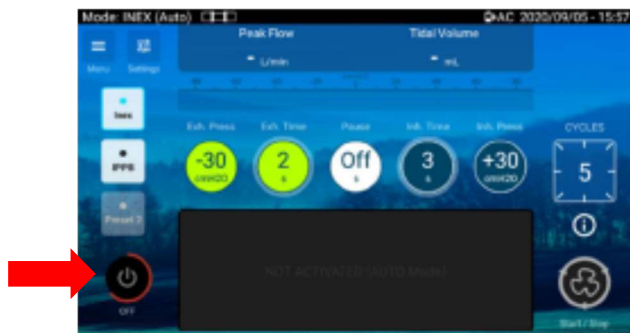 Mode: INEX (Auto)
AC 2020/09/05 - 15:57
Menu
Settings
Peak Flow
- L/min
Tidal Volume
- mL
Inex
Exh. Press
Exh. Time
Pause
Inh. Time
Inh. Press
CYCLES
IPPB
-30
cmH2O
2
s
Off
s
3
s
+30
cmH2O
5
Preset 2
NOT ACTIVATED (AUTO Mode)
OFF
Start / Stop